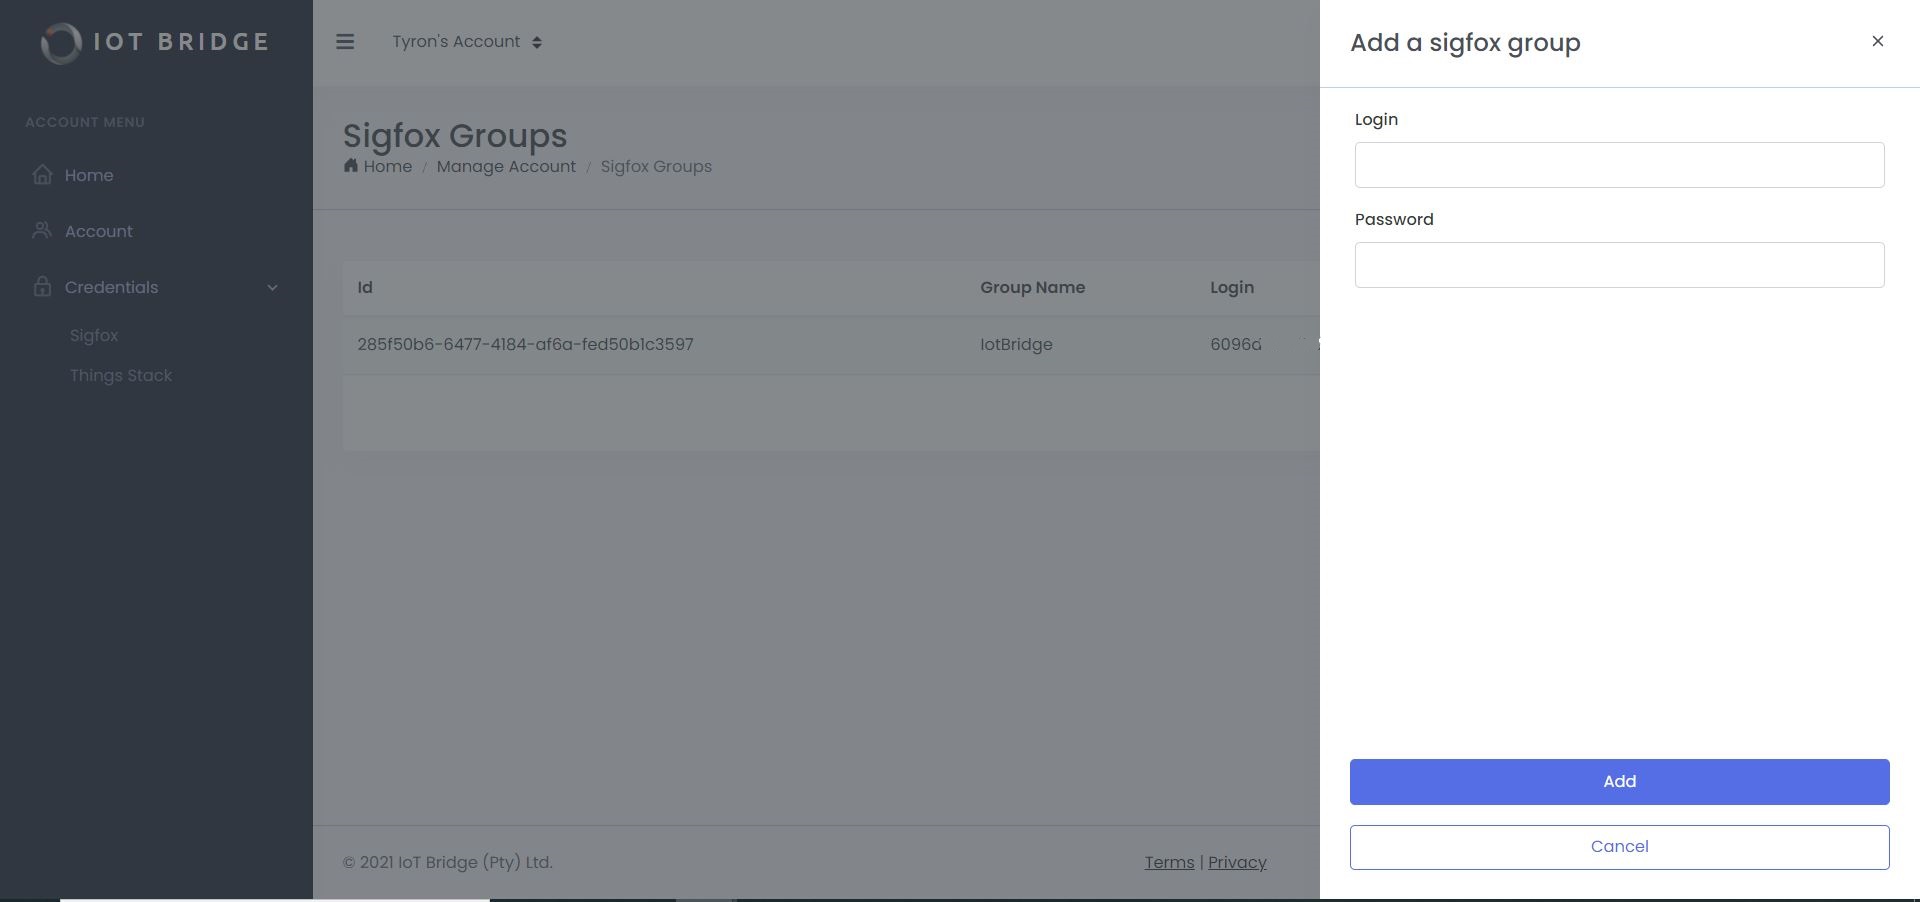 IOT BRIDGE
Tyron's Account
Add a sigfox group
ACCOUNT MENU
Home
Account
Credentials
Sigfox
Things Stack
Sigfox Groups
Home / Manage Account / Sigfox Groups
Id Group Name Login
285f50b6-6477-4184-af6a-fed50b1c3597 IotBridge 6096d
© 2021 IoT Bridge (Pty) Ltd.
Terms | Privacy
Login
Password
Add
Cancel